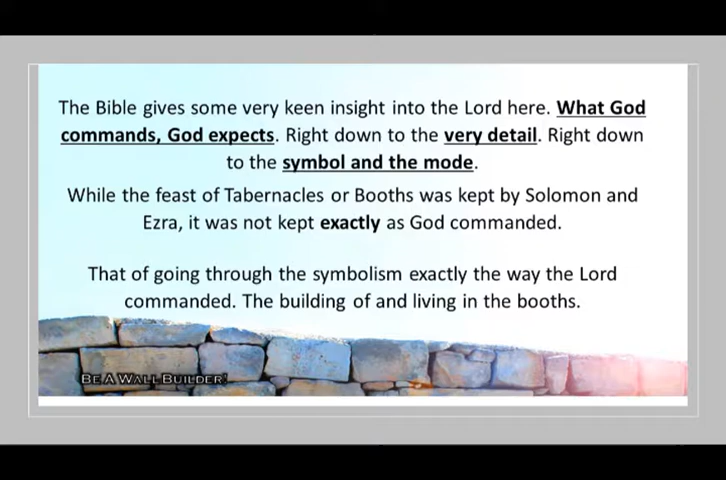 The Bible gives some very keen insight into the Lord here. What God
commands, God expects. Right down to the very detail. Right down
to the symbol and the mode.
While the feast of Tabernacles or Booths was kept by Solomon and
Ezra, it was not kept exactly as God commanded.
That of going through the symbolism exactly the way the Lord
commanded. The building of and living in the booths.
BE A WALL BUILDER!